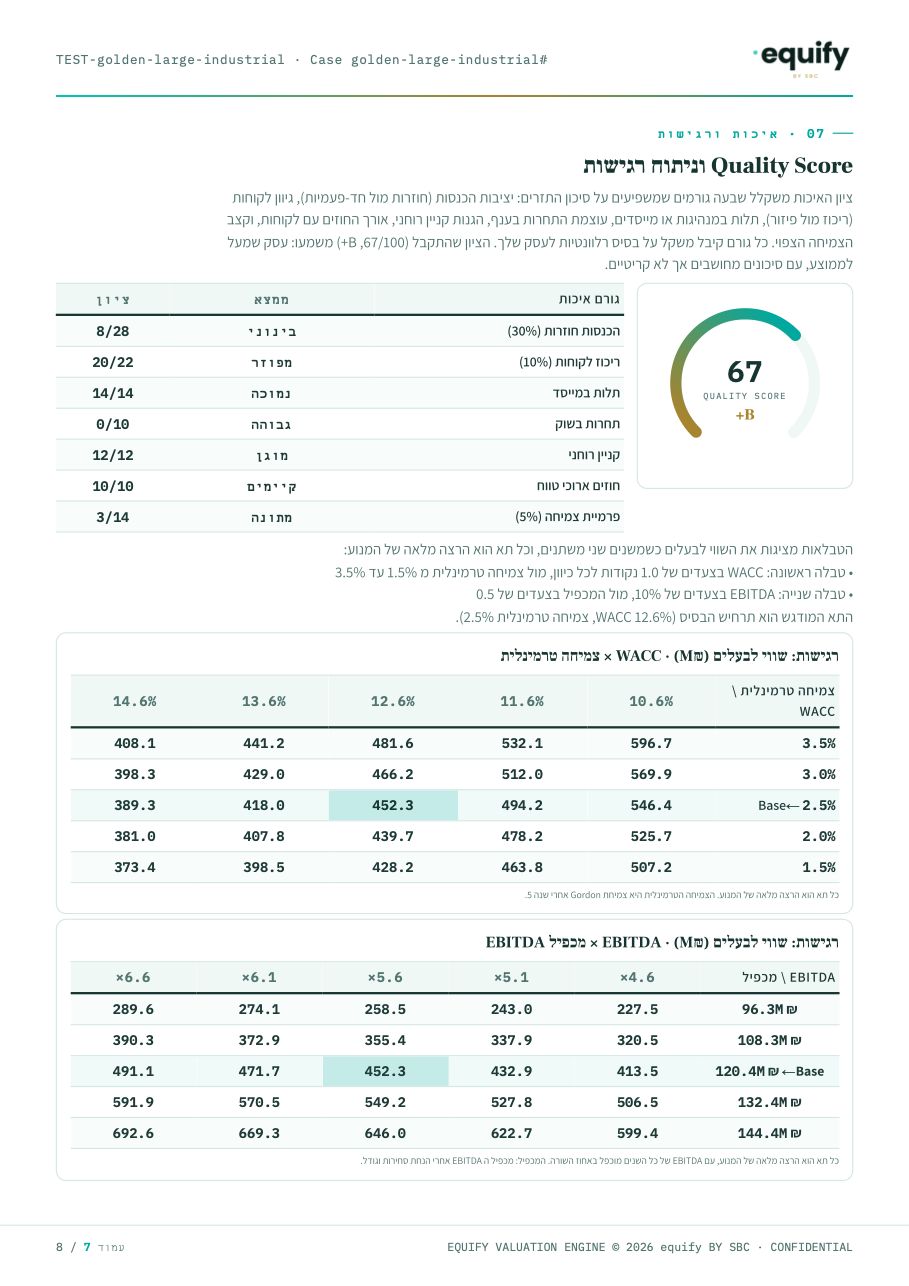 TEST-golden-large-industrial · Case golden-large-industrial#
equify
BY SBC
07 · איכות ורגישות
Quality Score וניתוח רגישות
ציון האיכות משקלל שבעה גורמים שמשפיעים על סיכון התזרים: יציבות הכנסות (חוזרות מול חד-פעמיות), גיוון לקוחות
(ריכוז מול פיזור), תלות במנהיגות או מייסדים, עוצמת התחרות בענף, הגנות קניין רוחני, אורך החוזים עם לקוחות, וקצב
הצמיחה הצפוי. כל גורם קיבל משקל על בסיס רלוונטיות לעסק שלך. הציון שהתקבל (67/100, B+) משמעו: עסק שמעל
לממוצע, עם סיכונים מחושבים אך לא קריטיים.
67
QUALITY SCORE
+B
גורם איכות ממצא ציון
הכנסות חוזרות (30%) בינוני 8/28
ריכוז לקוחות (10%) מפוזר 20/22
תלות במייסד נמוכה 14/14
תחרות בשוק גבוהה 0/10
קניין רוחני מוגן 12/12
חוזים ארוכי טווח קיימים 10/10
פרמיית צמיחה (5%) מתונה 3/14
הטבלאות מציגות את השווי לבעלים כשמשנים שני משתנים, וכל תא הוא הרצה מלאה של המנוע:
• טבלה ראשונה: WACC בצעדים של 1.0 נקודות לכל כיוון, מול צמיחה טרמינלית מ 1.5% עד 3.5%
• טבלה שנייה: EBITDA בצעדים של 10%, מול המכפיל בצעדים של 0.5
התא המודגש הוא תרחיש הבסיס (WACC 12.6%, צמיחה טרמינלית 2.5%).
רגישות: שווי לבעלים (₪M) · WACC × צמיחה טרמינלית
צמיחה טרמינלית \ 10.6% 11.6% 12.6% 13.6% 14.6%
WACC
3.5% 596.7 532.1 481.6 441.2 408.1
3.0% 569.9 512.0 466.2 429.0 398.3
2.5% ←Base 546.4 494.2 452.3 418.0 389.3
2.0% 525.7 478.2 439.7 407.8 381.0
1.5% 507.2 463.8 428.2 398.5 373.4
כל תא הוא הרצה מלאה של המנוע. הצמיחה הטרמינלית היא צמיחת Gordon אחרי שנה 5.
רגישות: שווי לבעלים (₪M) · EBITDA × מכפיל EBITDA
EBITDA \ מכפיל ×4.6 ×5.1 ×5.6 ×6.1 ×6.6
96.3M ₪ 227.5 243.0 258.5 274.1 289.6
108.3M ₪ 320.5 337.9 355.4 372.9 390.3
120.4M ₪ ←Base 413.5 432.9 452.3 471.7 491.1
132.4M ₪ 506.5 527.8 549.2 570.5 591.9
144.4M ₪ 599.4 622.7 646.0 669.3 692.6
כל תא הוא הרצה מלאה של המנוע, עם EBITDA של כל השנים מוכפל באחוז השורה. המכפיל: מכפיל ה EBITDA אחרי הנחת סחירות וגודל.
EQUIFY VALUATION ENGINE © 2026 equify BY SBC · CONFIDENTIAL
עמוד 7 / 8